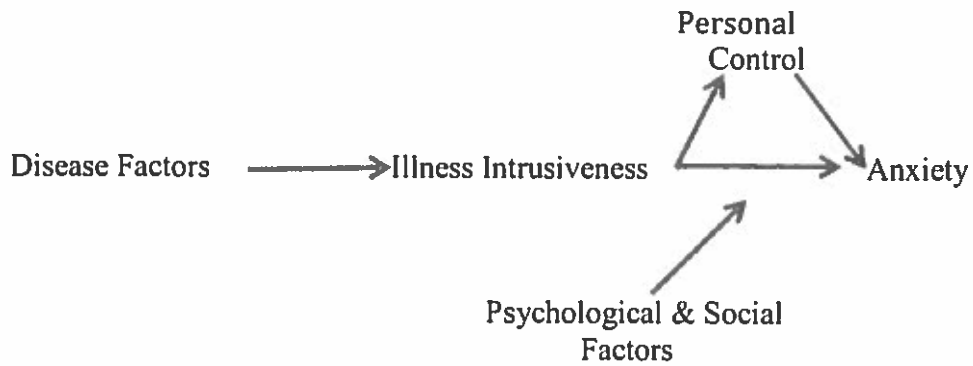 Personal
Control
Disease Factors
Illness Intrusiveness
Anxiety
Psychological & Social
Factors